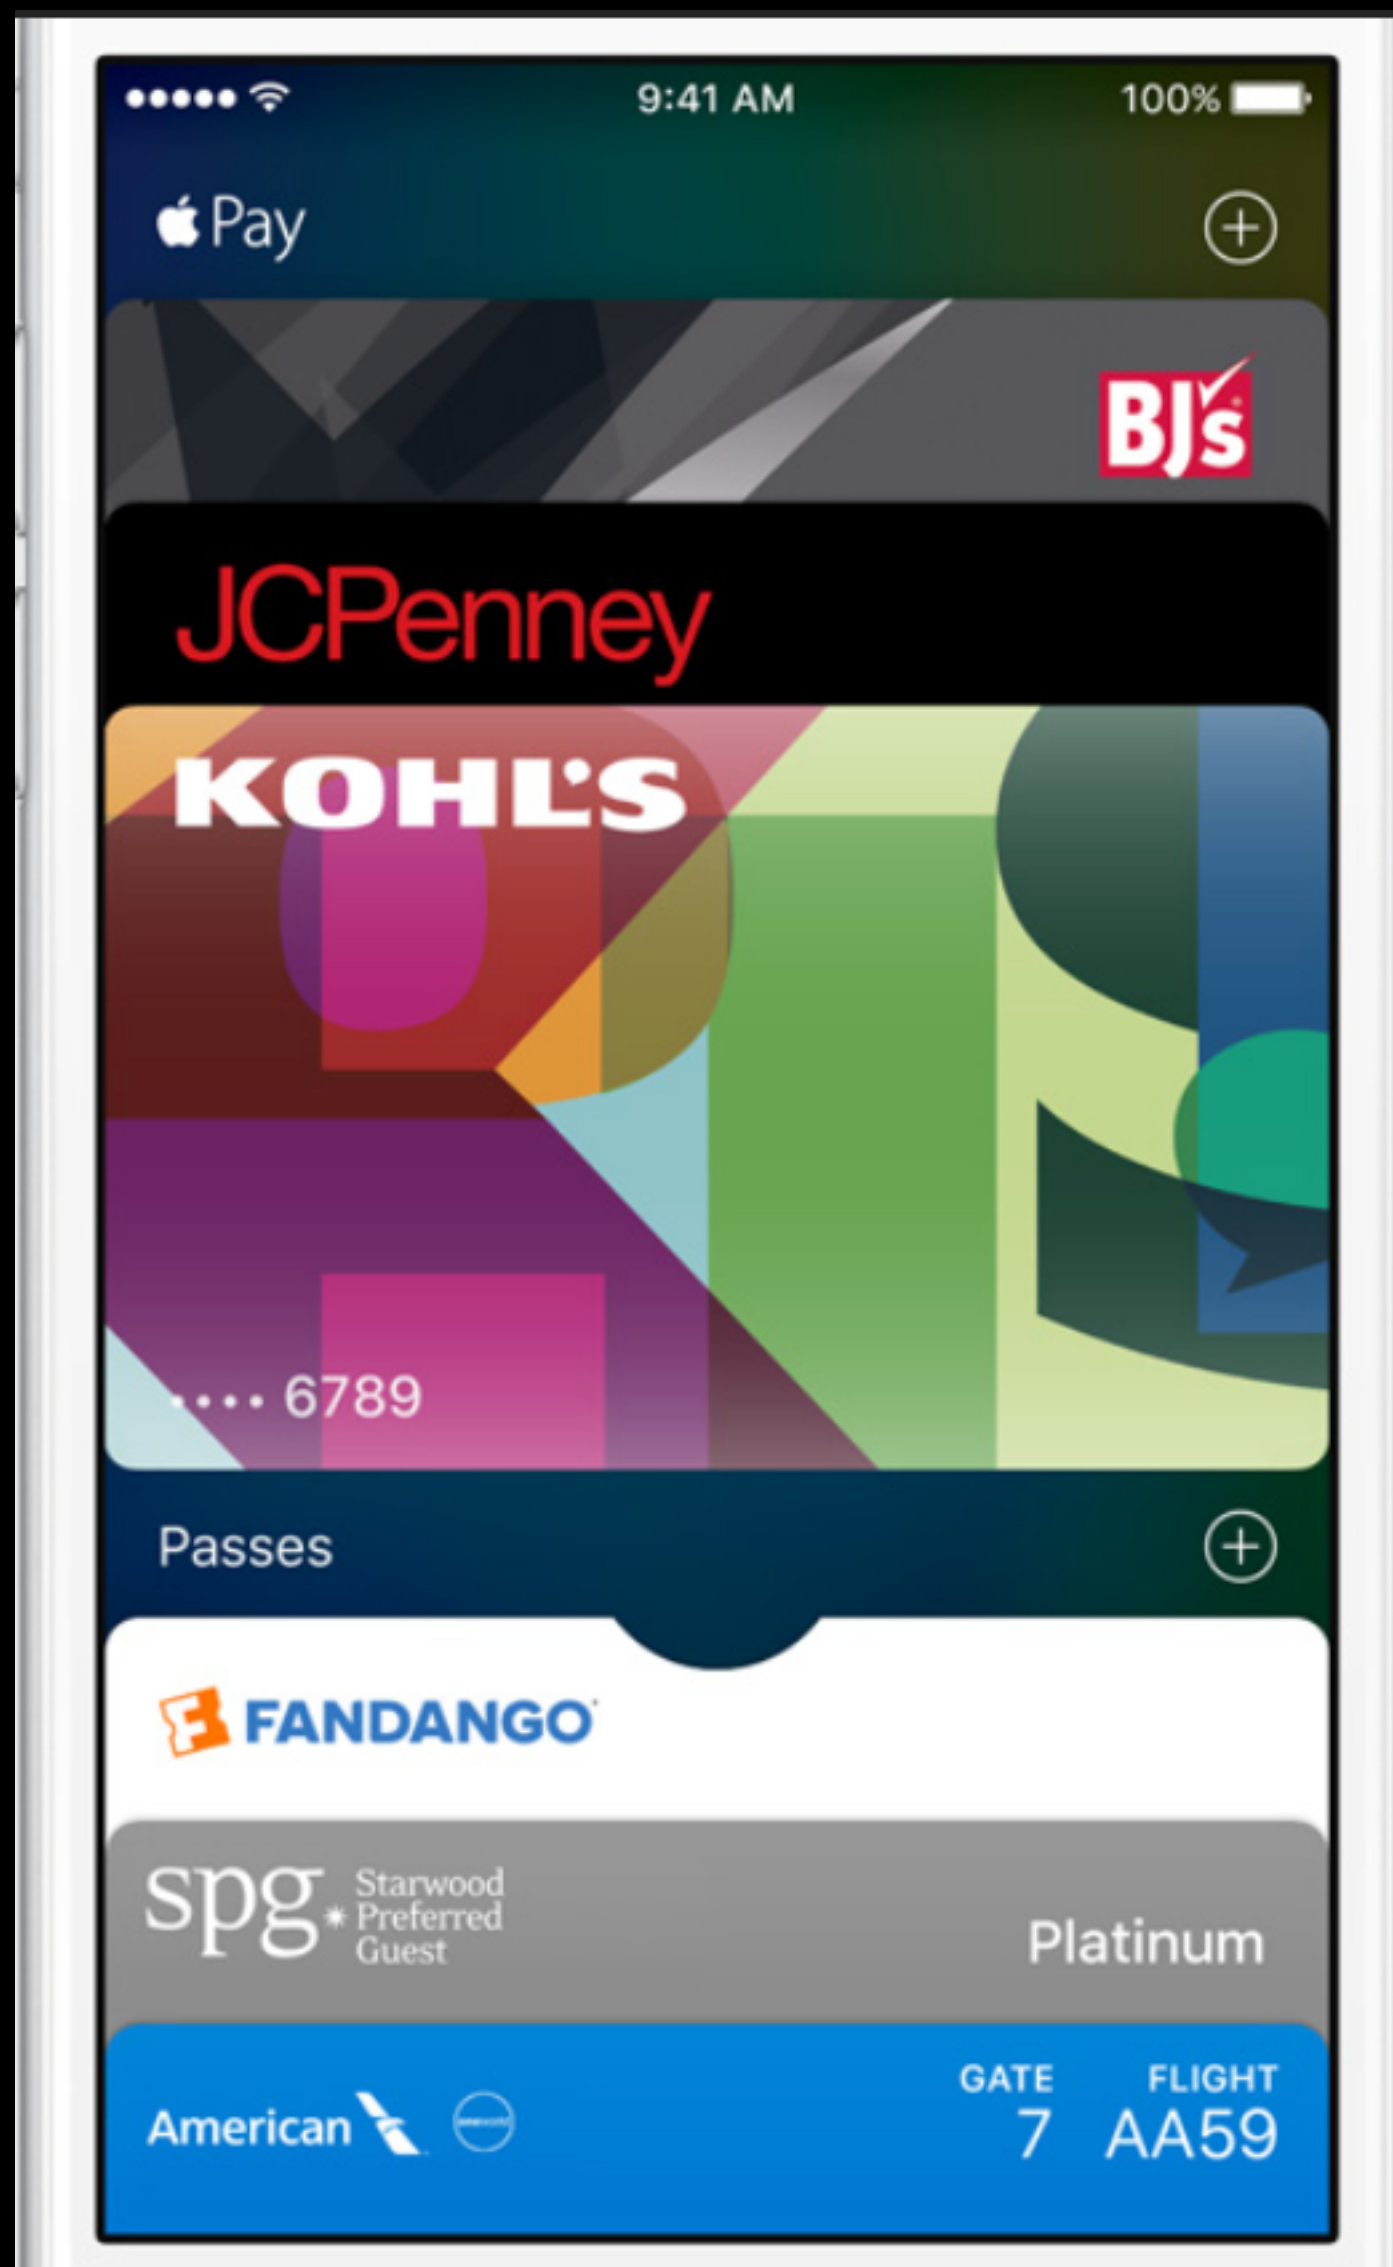 9:41 AM
100%
Pay
BJ's
JCPenney
KOHL'S
•••• 6789
Passes
FANDANGO
spg Starwood
Preferred
Guest
Platinum
GATE FLIGHT
American oneworld 7 AA59